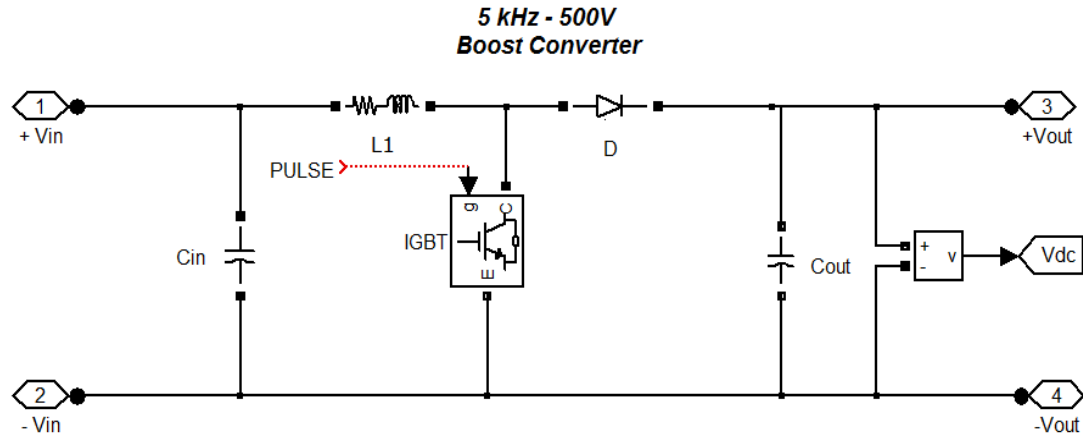 5 kHz - 500V
Boost Converter
1
+ Vin
L1
D
3
+Vout
PULSE
g
C
IGBT
E
Cin
Cout
+
-
v
Vdc
2
- Vin
4
-Vout